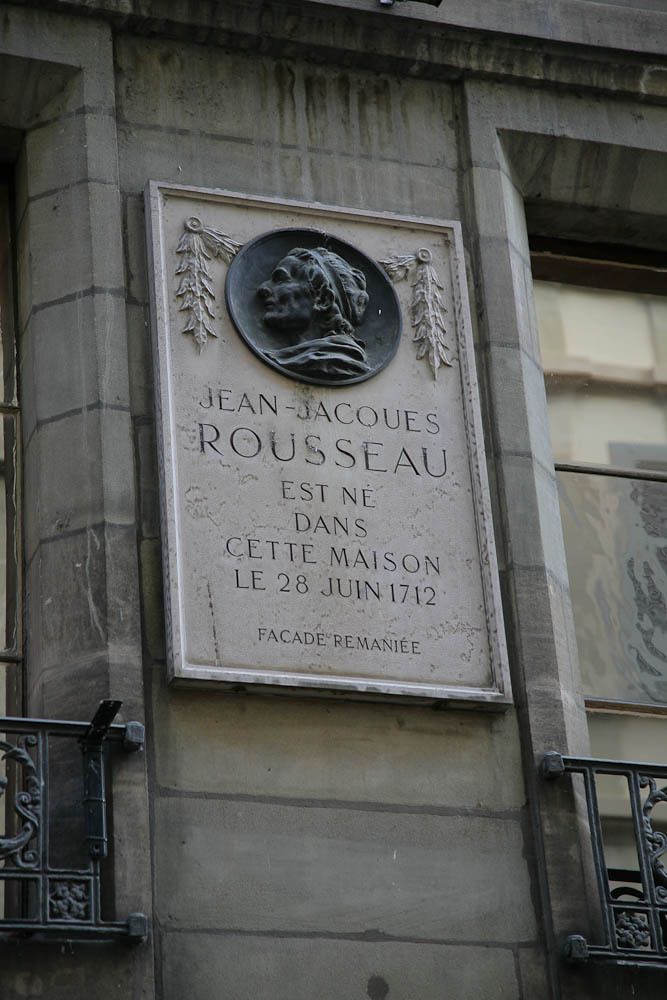 JEAN-JACQUES
ROUSSEAU
EST NÉ
DANS
CETTE MAISON
LE 28 JUIN 1712
FACADE REMANIÉE